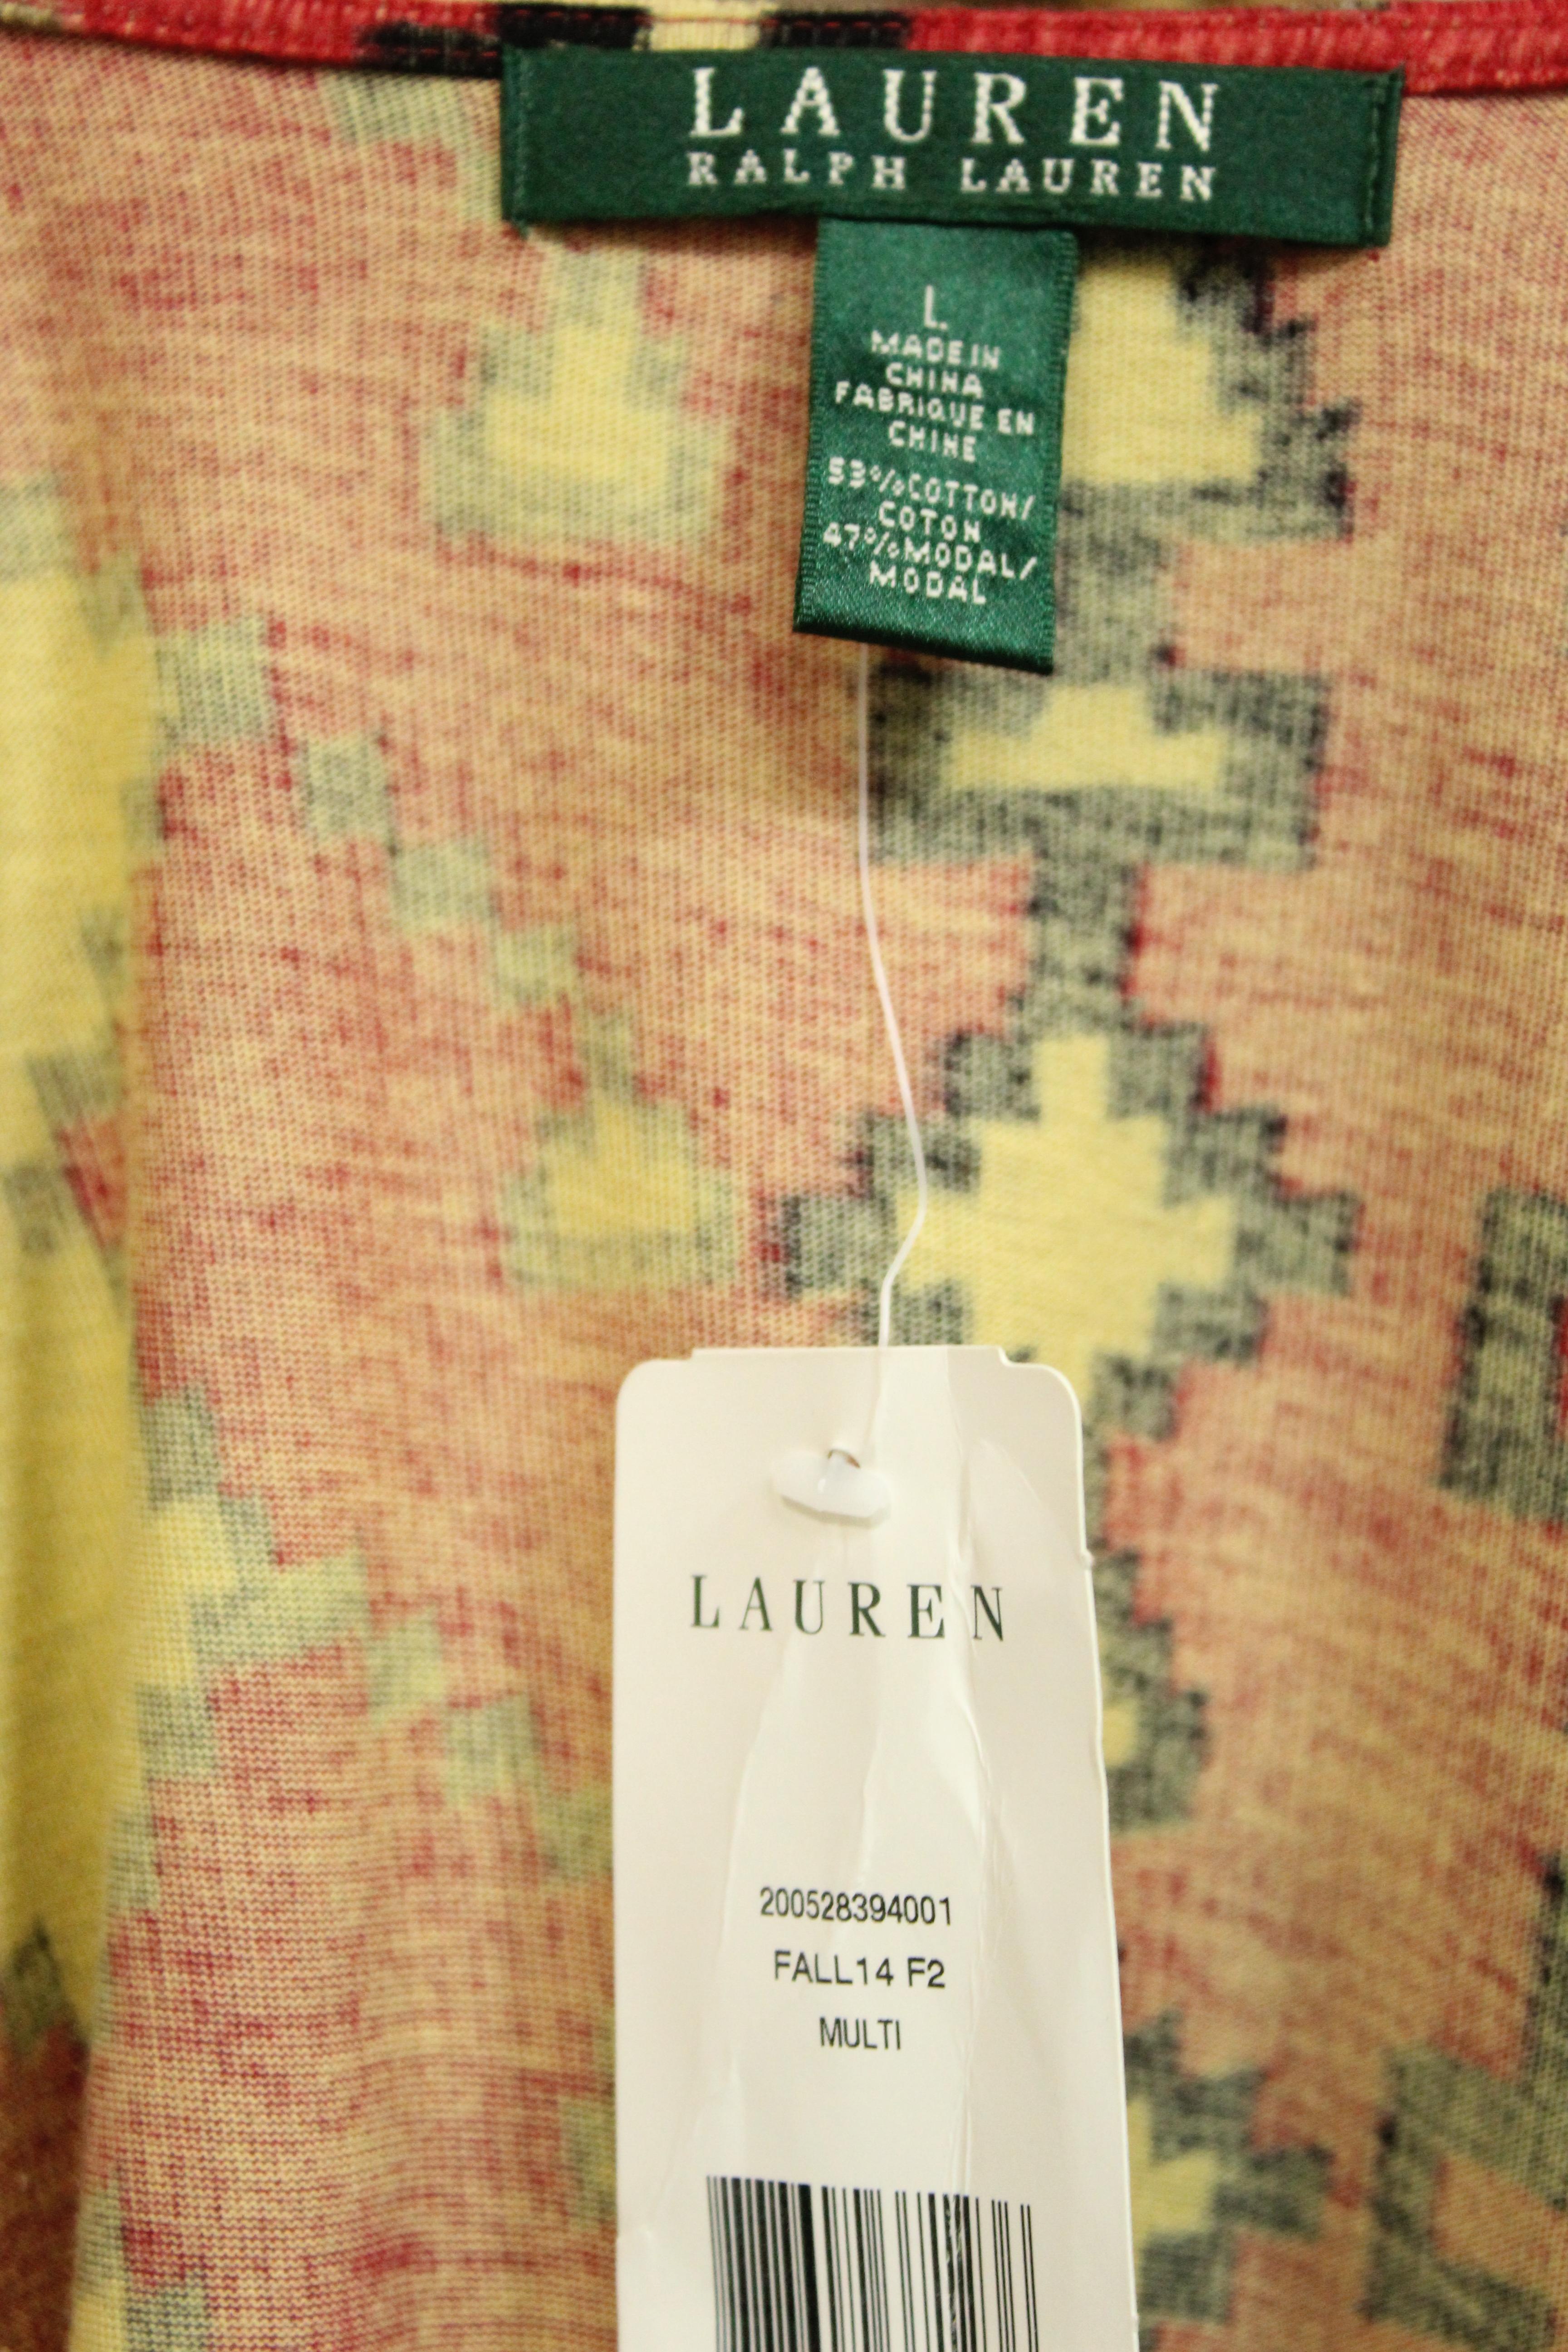 LAUREN
RALPH LAUREN
L
MADE IN
CHINA
FABRIQUE EN
CHINE
53%COTTON/
COTON
47%MODAL/
MODAL
LAUREN
200528394001
FALL14 F2
MULTI